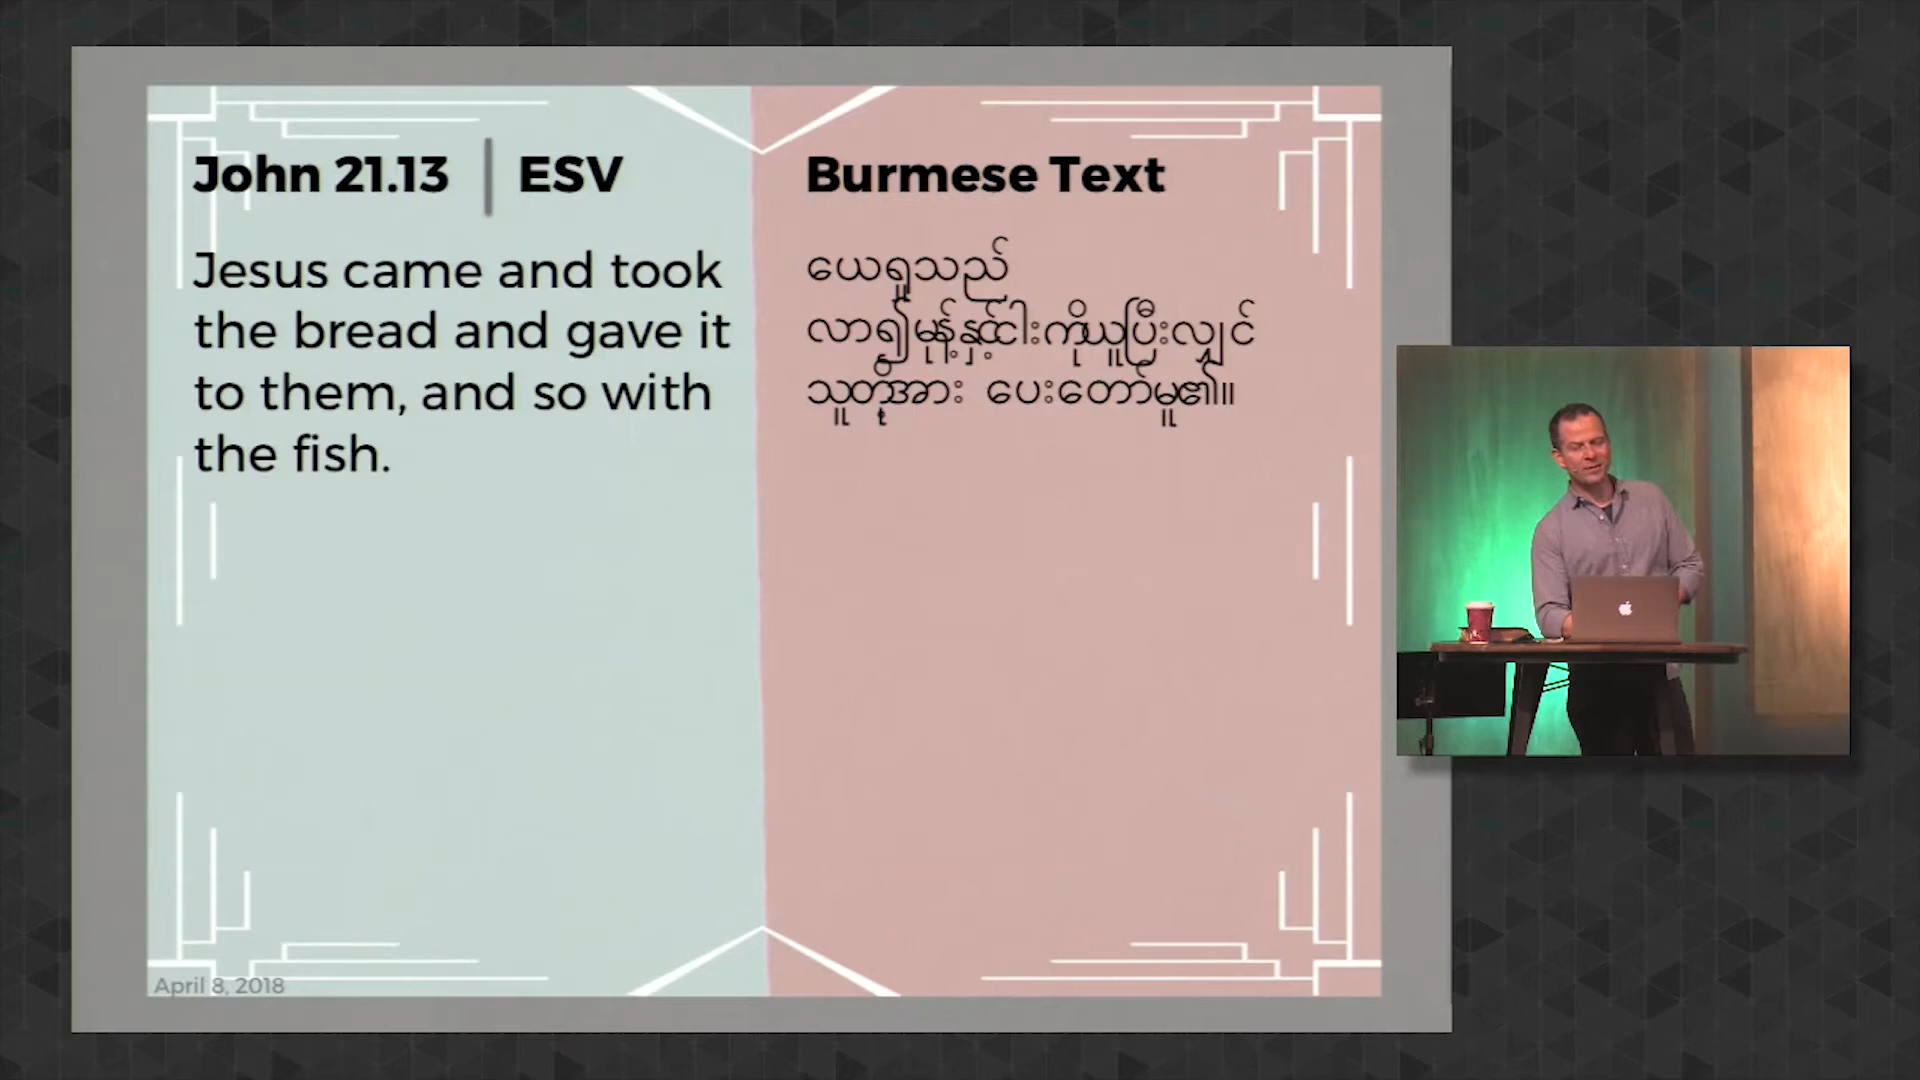 John 21.13 | ESV
Jesus came and took
the bread and gave it
to them, and so with
the fish.
Burmese Text
ယေရှုသည်
လာ၍မုန့်နှင့်ငါးကိုယူပြီးလျှင်
သူတို့အား ပေးတော်မူ၏။
April 8, 2018